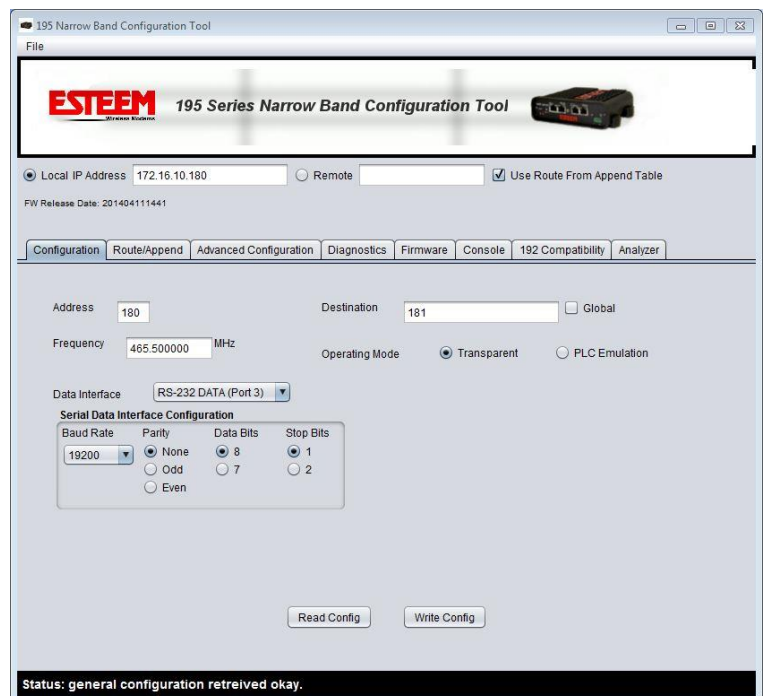 195 Narrow Band Configuration Tool
File
ESTEEM
Wireless Modems
195 Series Narrow Band Configuration Tool
Local IP Address 172.16.10.180 Remote Use Route From Append Table
FW Release Date: 201404111441
Configuration Route/Append Advanced Configuration Diagnostics Firmware Console 192 Compatibility Analyzer
Address 180 Destination 181 Global
Frequency 465.500000 MHz Operating Mode Transparent PLC Emulation
Data Interface RS-232 DATA (Port 3)
Serial Data Interface Configuration
Baud Rate Parity Data Bits Stop Bits
19200 None 8 1
Odd 7 2
Even
Read Config Write Config
Status: general configuration retreived okay.